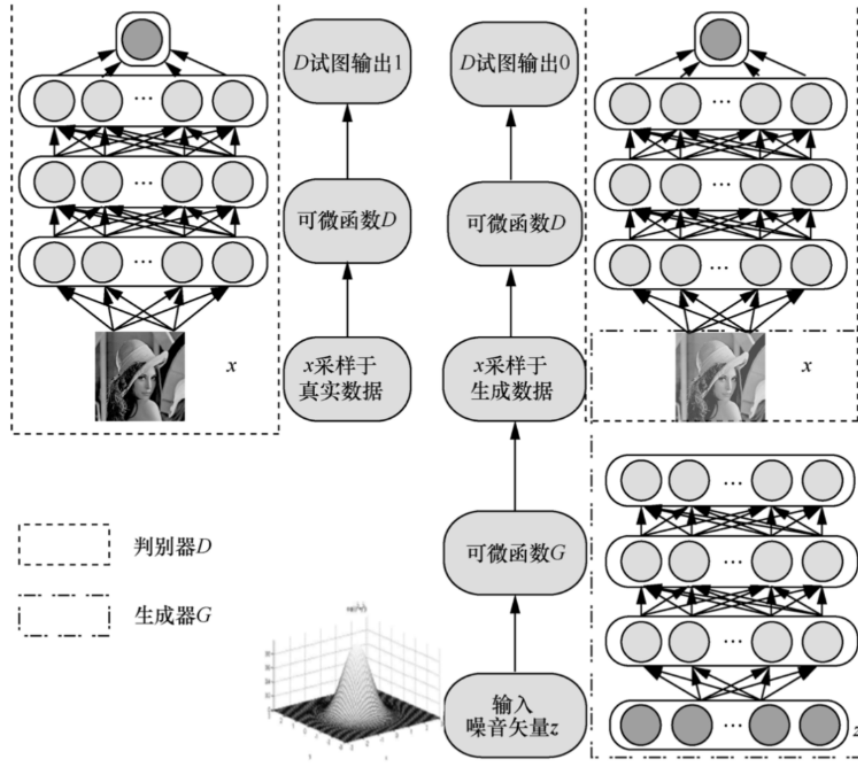 D试图输出1
D试图输出0
可微函数D
可微函数D
x
x采样于
真实数据
x采样于
生成数据
x
...
判别器D
可微函数G
生成器G
输入
噪音矢量z
z